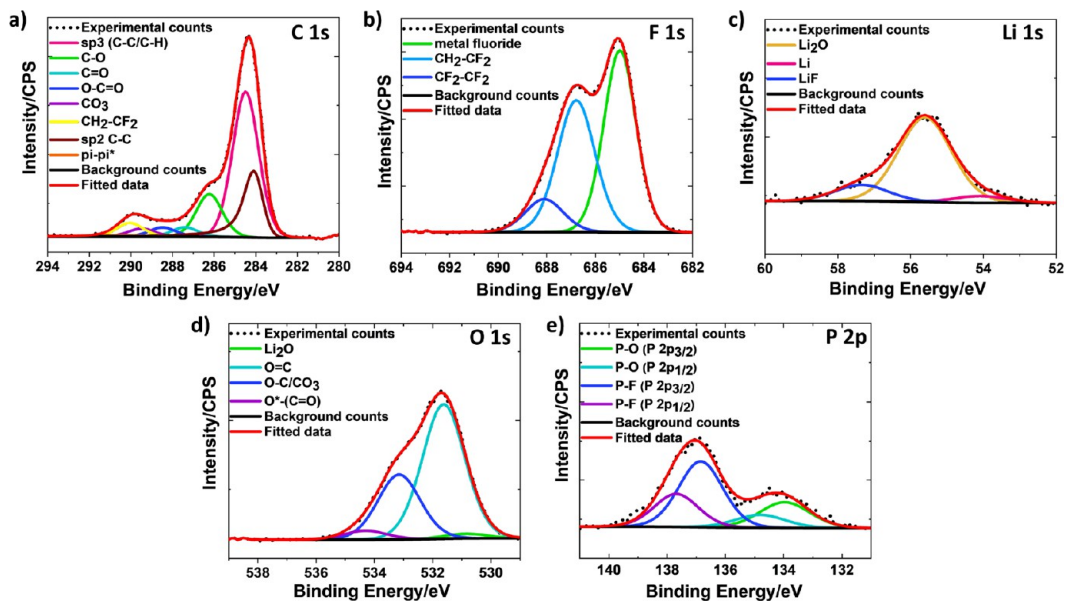 a)
C 1s
Experimental counts
sp3 (C-C/C-H)
C-O
C=O
O-C=O
CO3
CH2-CF2
sp2 C-C
pi-pi*
Background counts
Fitted data
Intensity/CPS
294 292 290 288 286 284 282 280
Binding Energy/eV
b)
F 1s
Experimental counts
metal fluoride
CH2-CF2
CF2-CF2
Background counts
Fitted data
Intensity/CPS
694 692 690 688 686 684 682
Binding Energy/eV
c)
Li 1s
Experimental counts
Li2O
Li
LiF
Background counts
Fitted data
Intensity/CPS
60 58 56 54 52
Binding Energy/eV
d)
O 1s
Experimental counts
Li2O
O=C
O-C/CO3
O*-(C=O)
Background counts
Fitted data
Intensity/CPS
538 536 534 532 530
Binding Energy/eV
e)
P 2p
Experimental counts
P-O (P 2p3/2)
P-O (P 2p1/2)
P-F (P 2p3/2)
P-F (P 2p1/2)
Background counts
Fitted data
Intensity/CPS
140 138 136 134 132
Binding Energy/eV